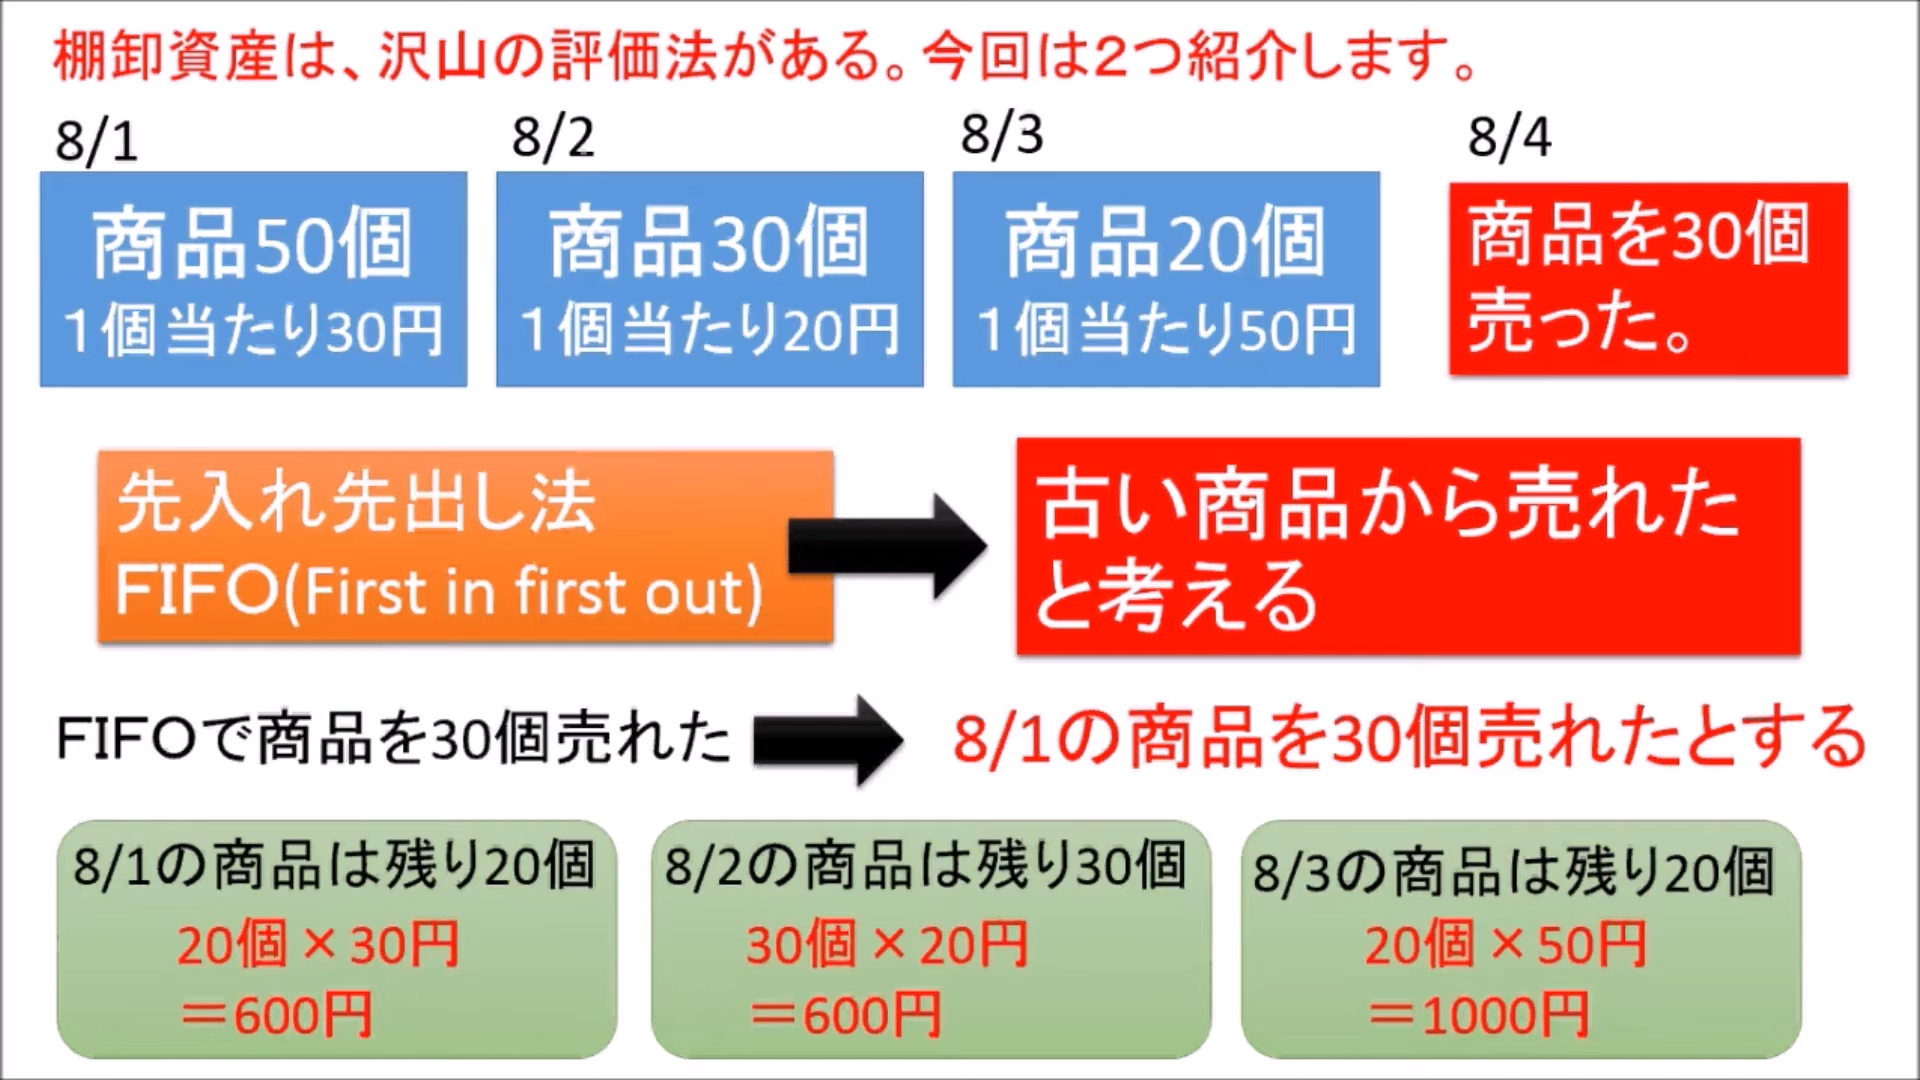 棚卸資産は、沢山の評価法がある。今回は２つ紹介します。
8/1
8/2
8/3
8/4
商品50個
１個当たり30円
商品30個
１個当たり20円
商品20個
１個当たり50円
商品を30個
売った。
先入れ先出し法
FIFO(First in first out)
古い商品から売れた
と考える
FIFOで商品を30個売れた
8/1の商品を30個売れたとする
8/1の商品は残り20個
20個×30円
＝600円
8/2の商品は残り30個
30個×20円
＝600円
8/3の商品は残り20個
20個×50円
＝1000円